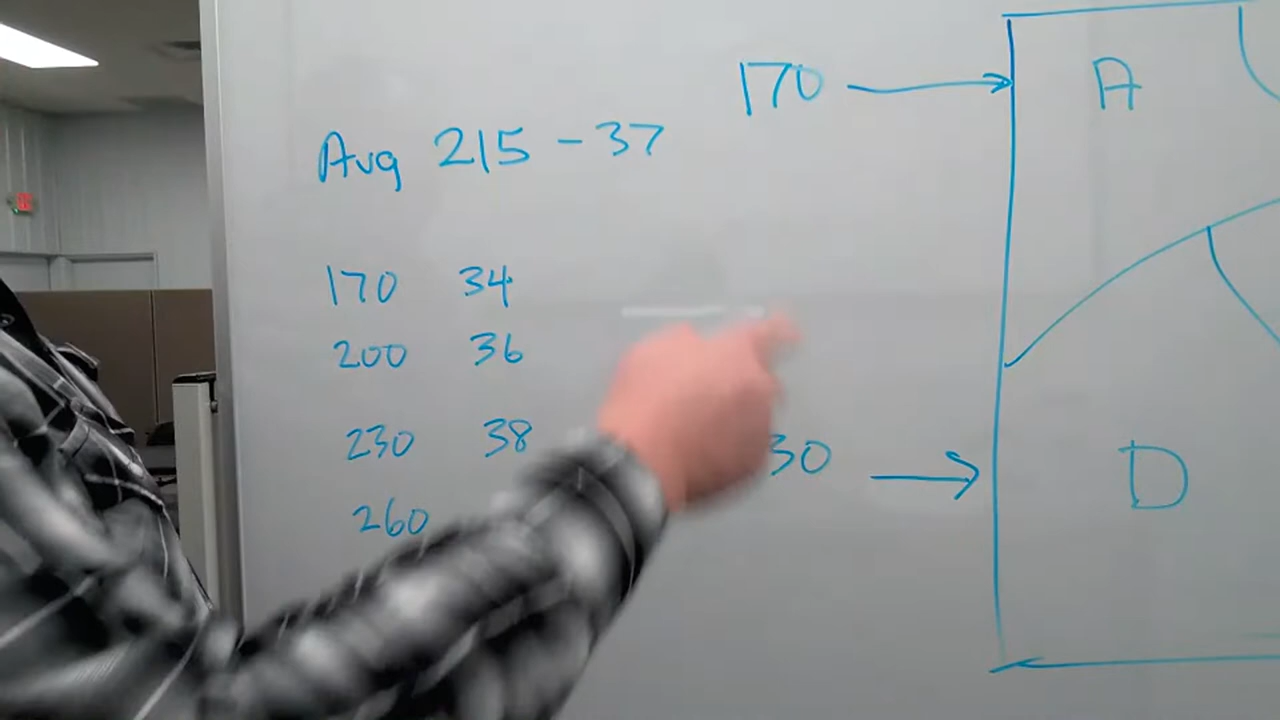 170 → A
Avg 215 - 37
170 34
200 36
230 38
30 → D
260